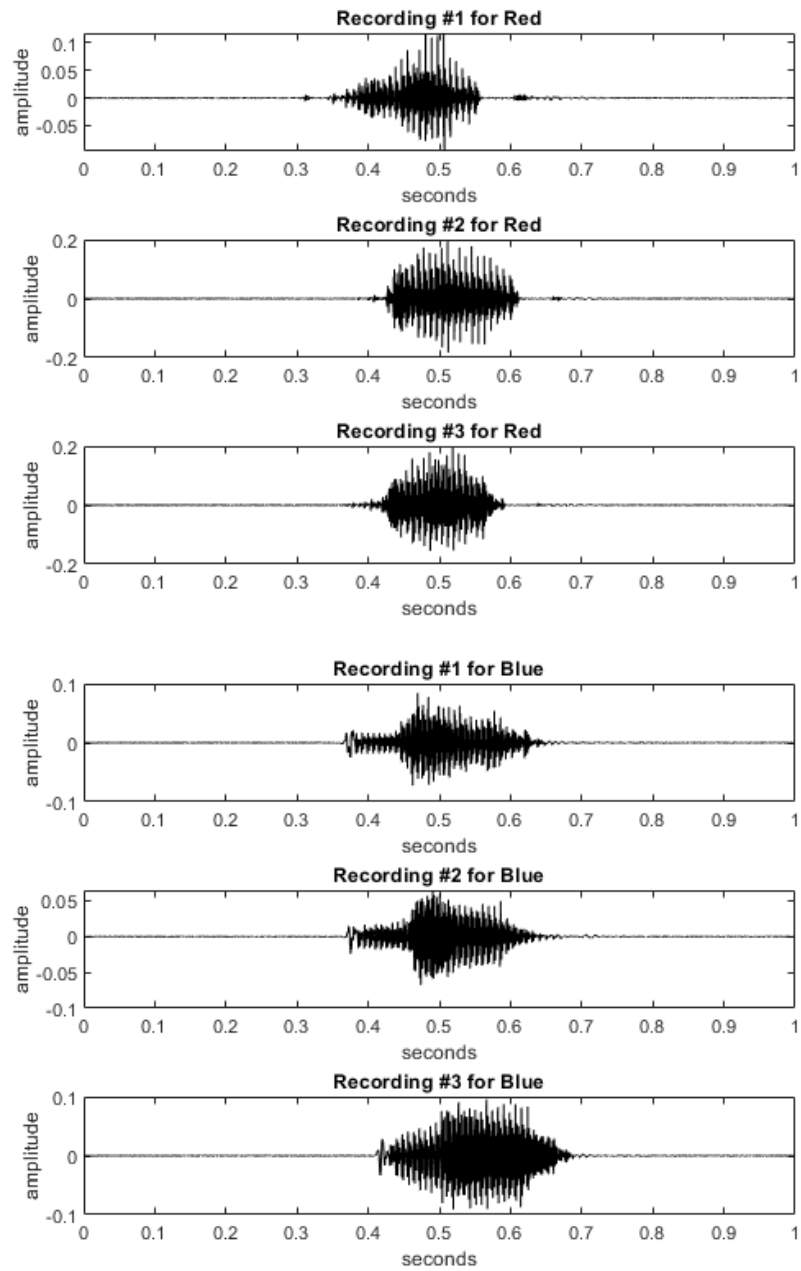 Recording #1 for Red
0.1
0.05
0
-0.05
amplitude
0 0.1 0.2 0.3 0.4 0.5 0.6 0.7 0.8 0.9 1
seconds
Recording #2 for Red
0.2
0
-0.2
amplitude
0 0.1 0.2 0.3 0.4 0.5 0.6 0.7 0.8 0.9 1
seconds
Recording #3 for Red
0.2
0
-0.2
amplitude
0 0.1 0.2 0.3 0.4 0.5 0.6 0.7 0.8 0.9 1
seconds
Recording #1 for Blue
0.1
0
-0.1
amplitude
0 0.1 0.2 0.3 0.4 0.5 0.6 0.7 0.8 0.9 1
seconds
Recording #2 for Blue
0.05
0
-0.05
-0.1
amplitude
0 0.1 0.2 0.3 0.4 0.5 0.6 0.7 0.8 0.9 1
seconds
Recording #3 for Blue
0.1
0
-0.1
amplitude
0 0.1 0.2 0.3 0.4 0.5 0.6 0.7 0.8 0.9 1
seconds